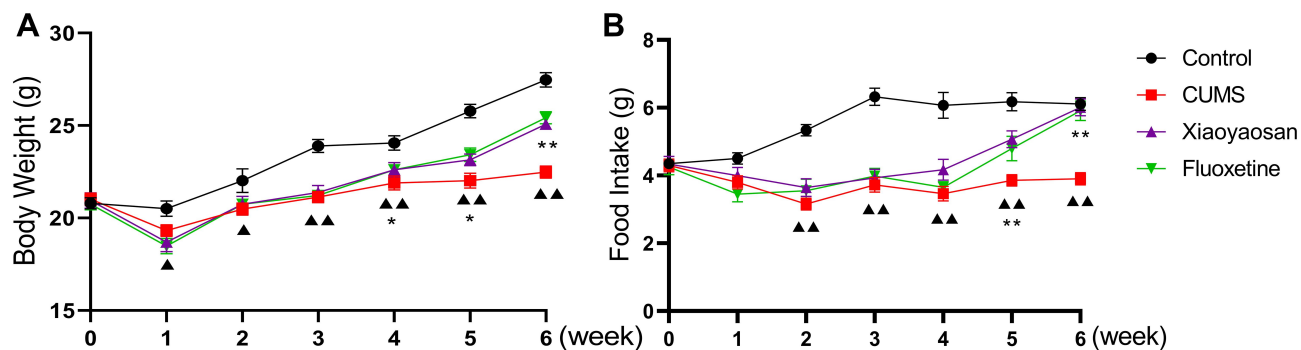 A
Body Weight (g)
30
25
20
15
▲
▲
▲▲
▲▲
*
▲▲
*
**
▲▲
0 1 2 3 4 5 6 (week)
B
Food Intake (g)
8
6
4
2
0
▲▲
▲▲
▲▲
▲▲
**
**
▲▲
0 1 2 3 4 5 6 (week)
Control
CUMS
Xiaoyaosan
Fluoxetine